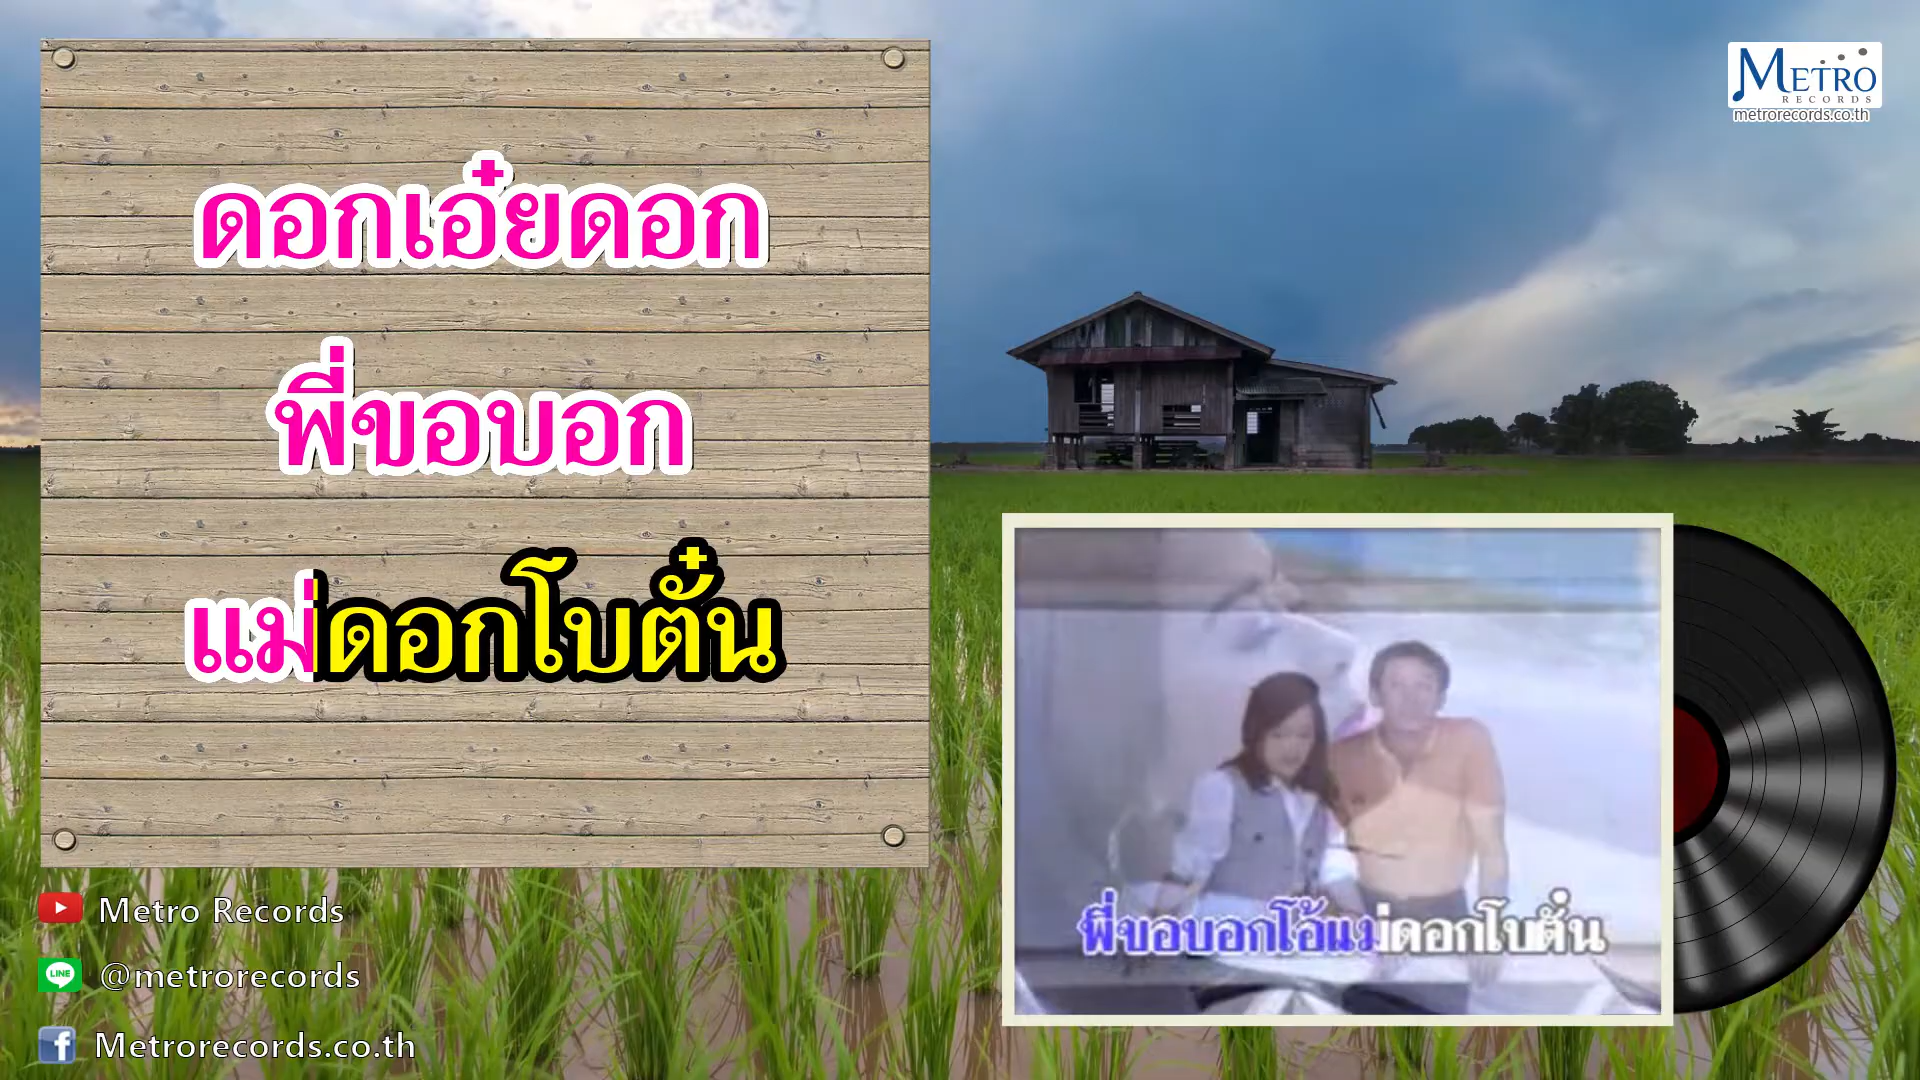 ดอกเอ๋ยดอก
พี่ขอบอก
แม่ดอกโบตั๋น
METRO
RECORDS
metrorecords.co.th
พี่ขอบอกโอ้แม่ดอกโบตั๋น
Metro Records
LINE
@metrorecords
f
Metrorecords.co.th